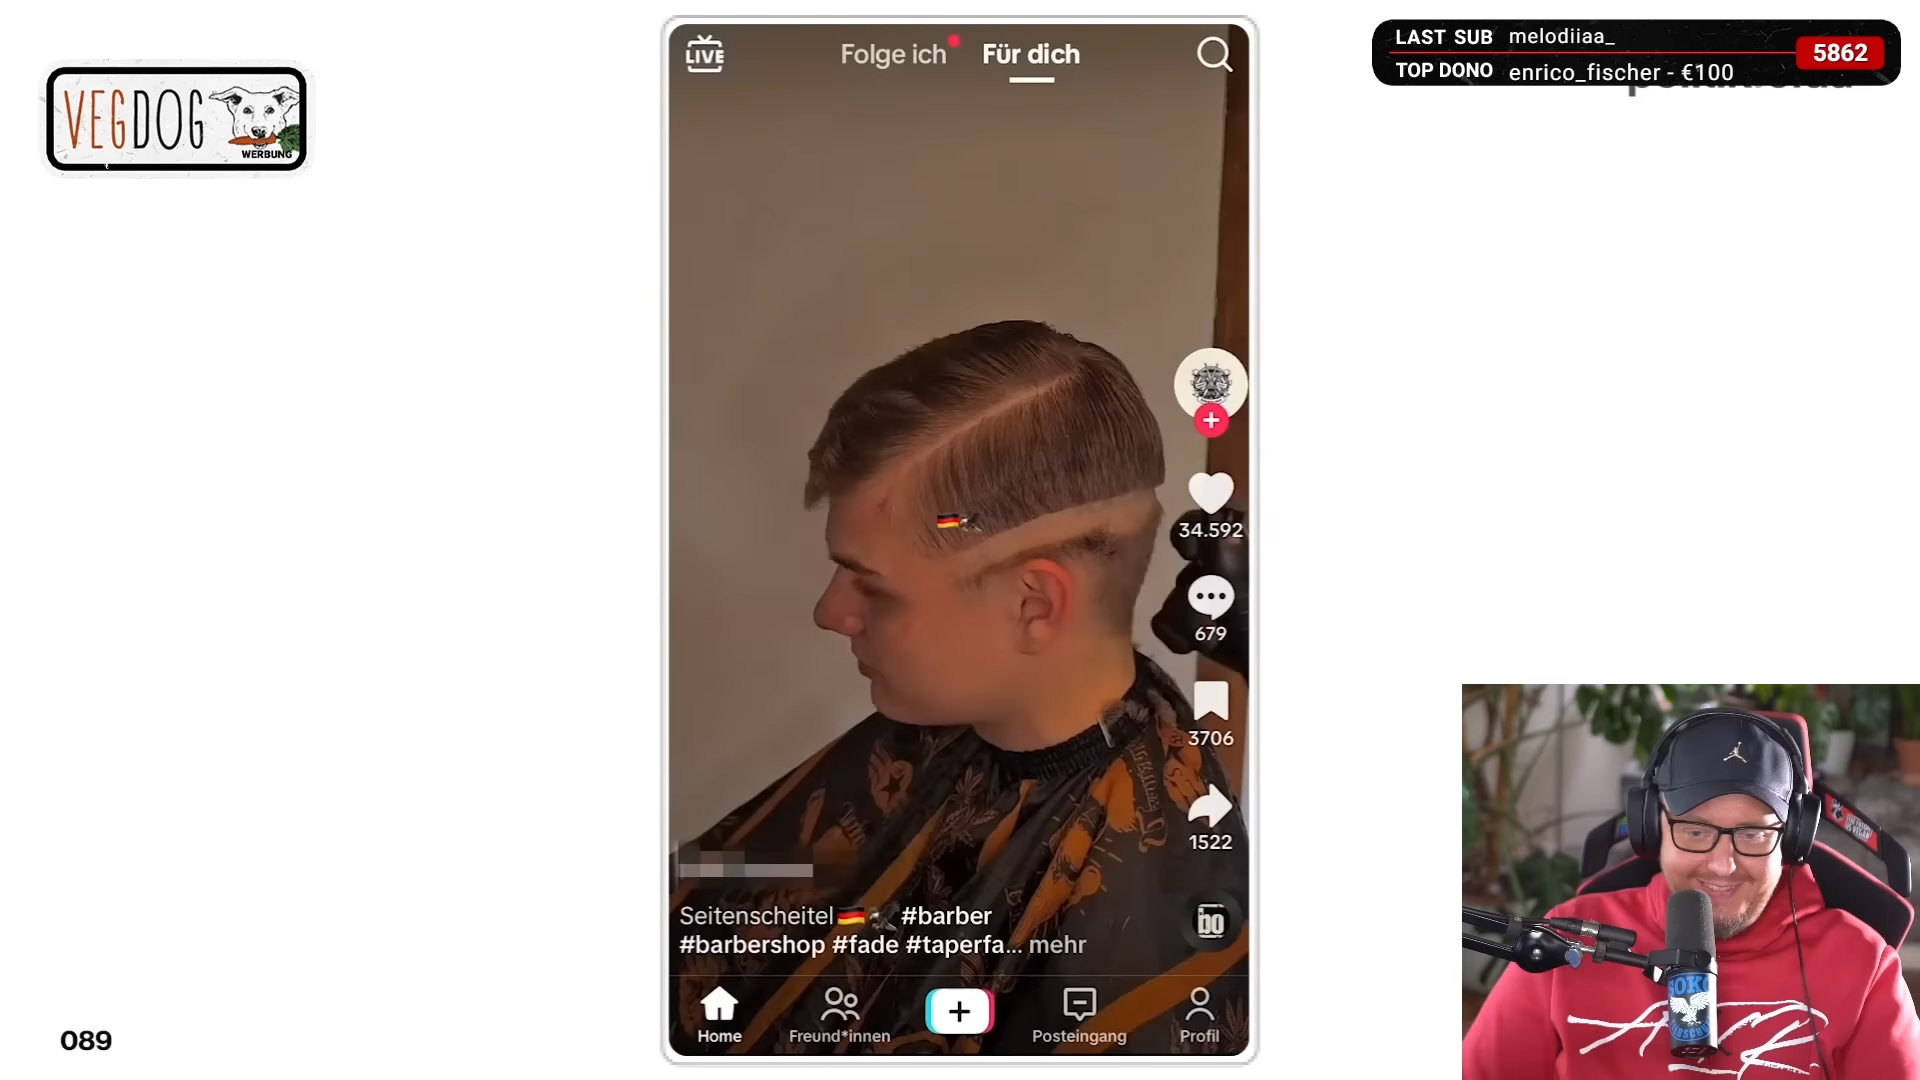 VEGDOG
WERBUNG
LIVE
Folge ich
Für dich
LAST SUB melodiiaa_
TOP DONO enrico_fischer - €100
5862
34.592
679
3706
1522
Seitenscheitel🇩🇪🦅 #barber
#barbershop #fade #taperfa... mehr
bo
Home
Freund*innen
Posteingang
Profil
089